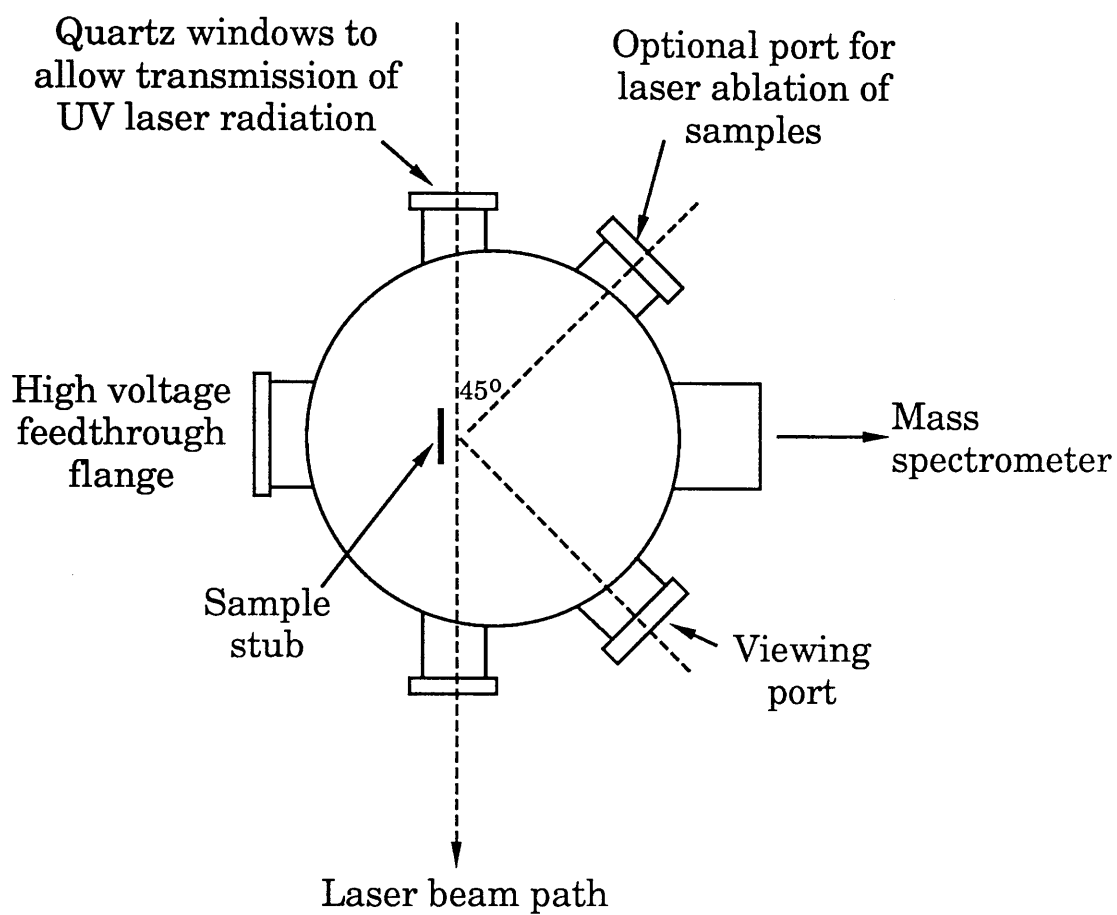 Quartz windows to
allow transmission of
UV laser radiation
Optional port for
laser ablation of
samples
45º
High voltage
feedthrough
flange
Mass
spectrometer
Sample
stub
Viewing
port
Laser beam path